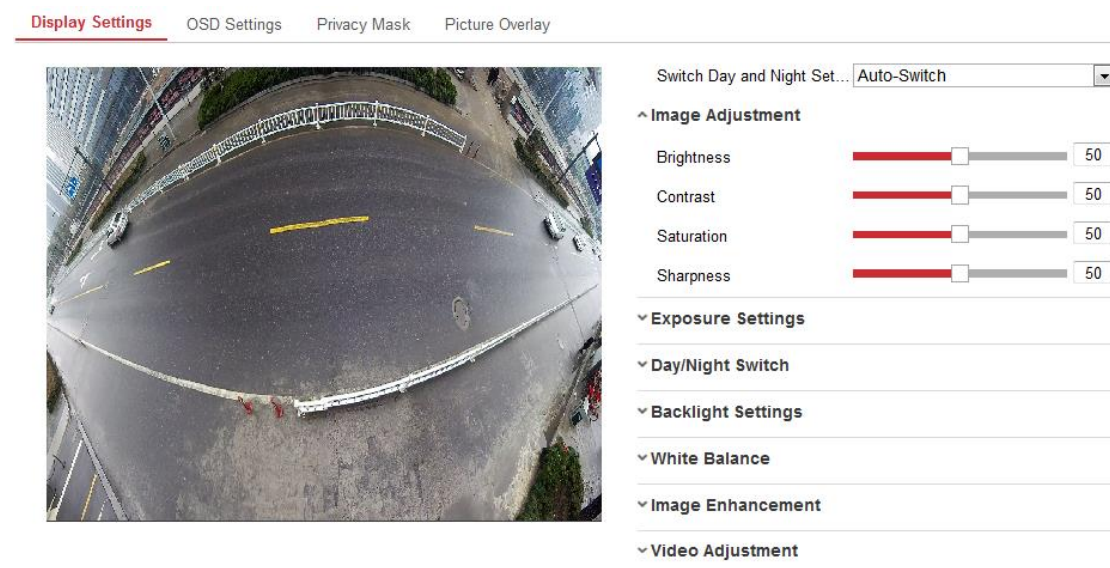 Display Settings OSD Settings Privacy Mask Picture Overlay
Switch Day and Night Set... Auto-Switch
Image Adjustment
Brightness 50
Contrast 50
Saturation 50
Sharpness 50
Exposure Settings
Day/Night Switch
Backlight Settings
White Balance
Image Enhancement
Video Adjustment